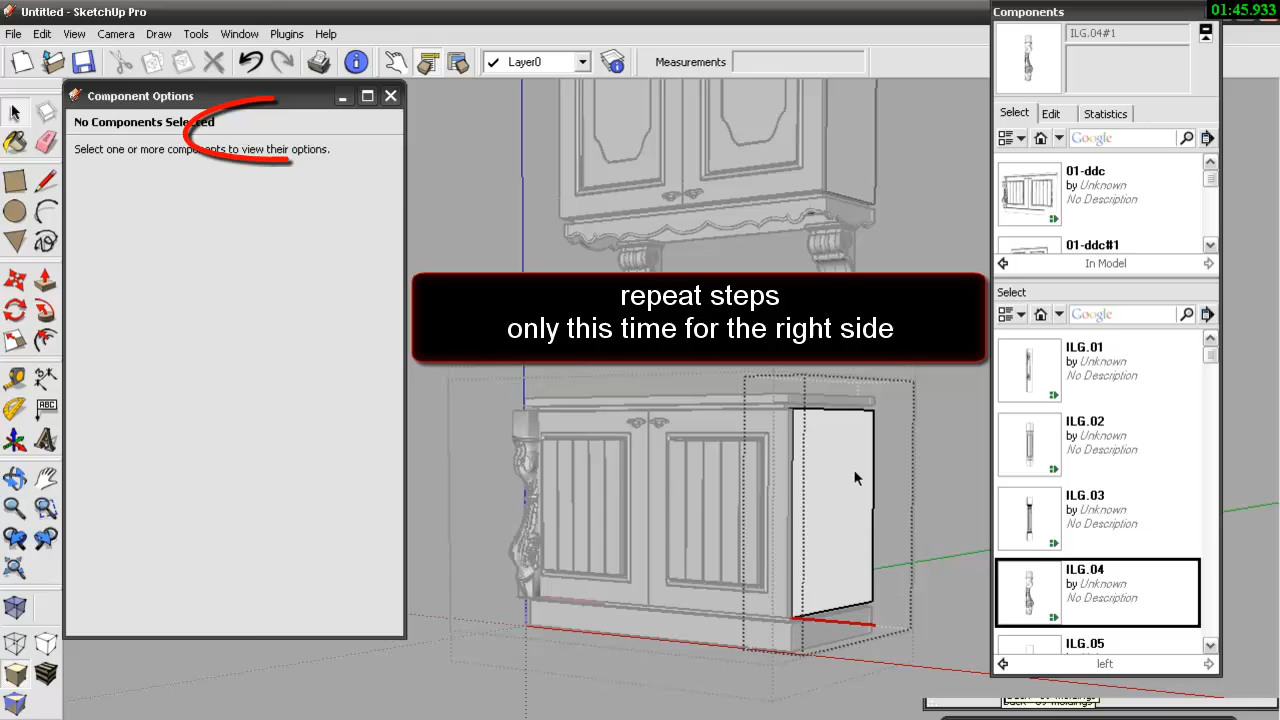 Untitled - SketchUp Pro
Components
01:45.933
File Edit View Camera Draw Tools Window Plugins Help
ILG.04#1
Layer0
Measurements
Component Options
No Components Selected
Select one or more components to view their options.
Select Edit Statistics
Google
01-ddc
by Unknown
No Description
01-ddc#1
In Model
Select
Google
ILG.01
by Unknown
No Description
ILG.02
by Unknown
No Description
ILG.03
by Unknown
No Description
ILG.04
by Unknown
No Description
ILG.05
left
repeat steps
only this time for the right side
ABC